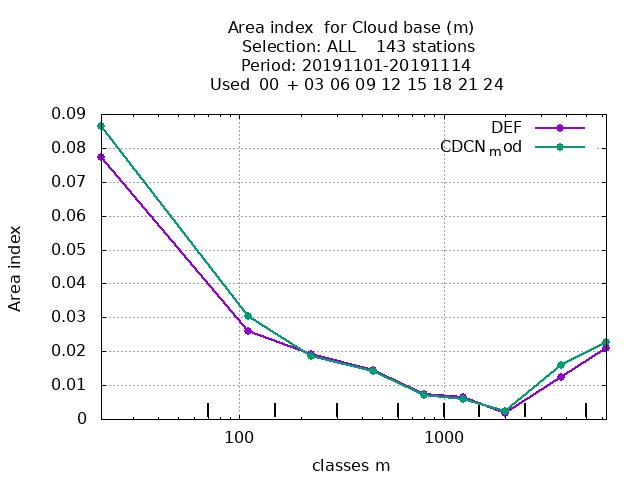 Area index  for Cloud base (m)
Selection: ALL    143 stations
Period: 20191101-20191114
Used  00 + 03 06 09 12 15 18 21 24
DEF
CDCNmod
0.09
0.08
0.07
0.06
0.05
0.04
0.03
0.02
0.01
0
Area index
100
1000
classes m